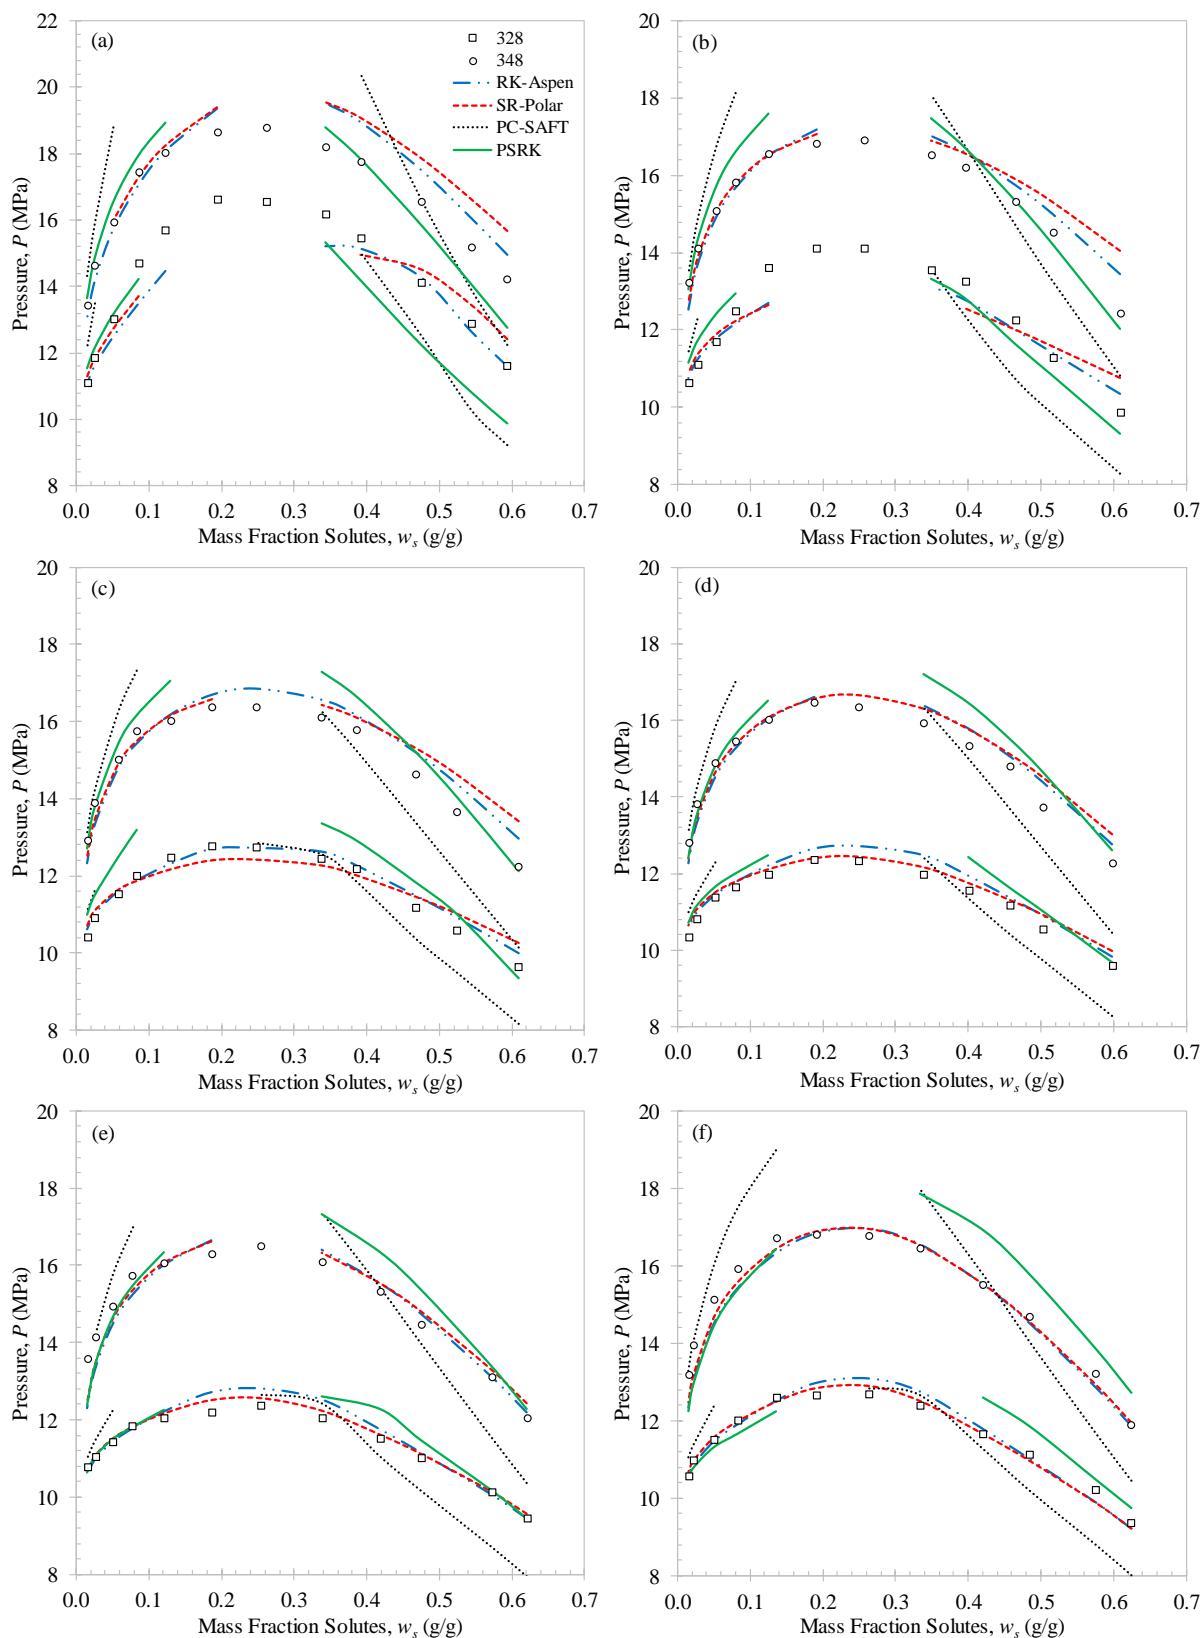 (a)
328
348
RK-Aspen
SR-Polar
PC-SAFT
PSRK
22
20
18
16
14
12
10
8
Pressure, P (MPa)
0.0 0.1 0.2 0.3 0.4 0.5 0.6 0.7
Mass Fraction Solutes, ws (g/g)
(b)
20
18
16
14
12
10
8
Pressure, P (MPa)
0.0 0.1 0.2 0.3 0.4 0.5 0.6 0.7
Mass Fraction Solutes, ws (g/g)
(c)
20
18
16
14
12
10
8
Pressure, P (MPa)
0.0 0.1 0.2 0.3 0.4 0.5 0.6 0.7
Mass Fraction Solutes, ws (g/g)
(d)
20
18
16
14
12
10
8
Pressure, P (MPa)
0.0 0.1 0.2 0.3 0.4 0.5 0.6 0.7
Mass Fraction Solutes, ws (g/g)
(e)
20
18
16
14
12
10
8
Pressure, P (MPa)
0.0 0.1 0.2 0.3 0.4 0.5 0.6 0.7
Mass Fraction Solutes, ws (g/g)
(f)
20
18
16
14
12
10
8
Pressure, P (MPa)
0.0 0.1 0.2 0.3 0.4 0.5 0.6 0.7
Mass Fraction Solutes, ws (g/g)